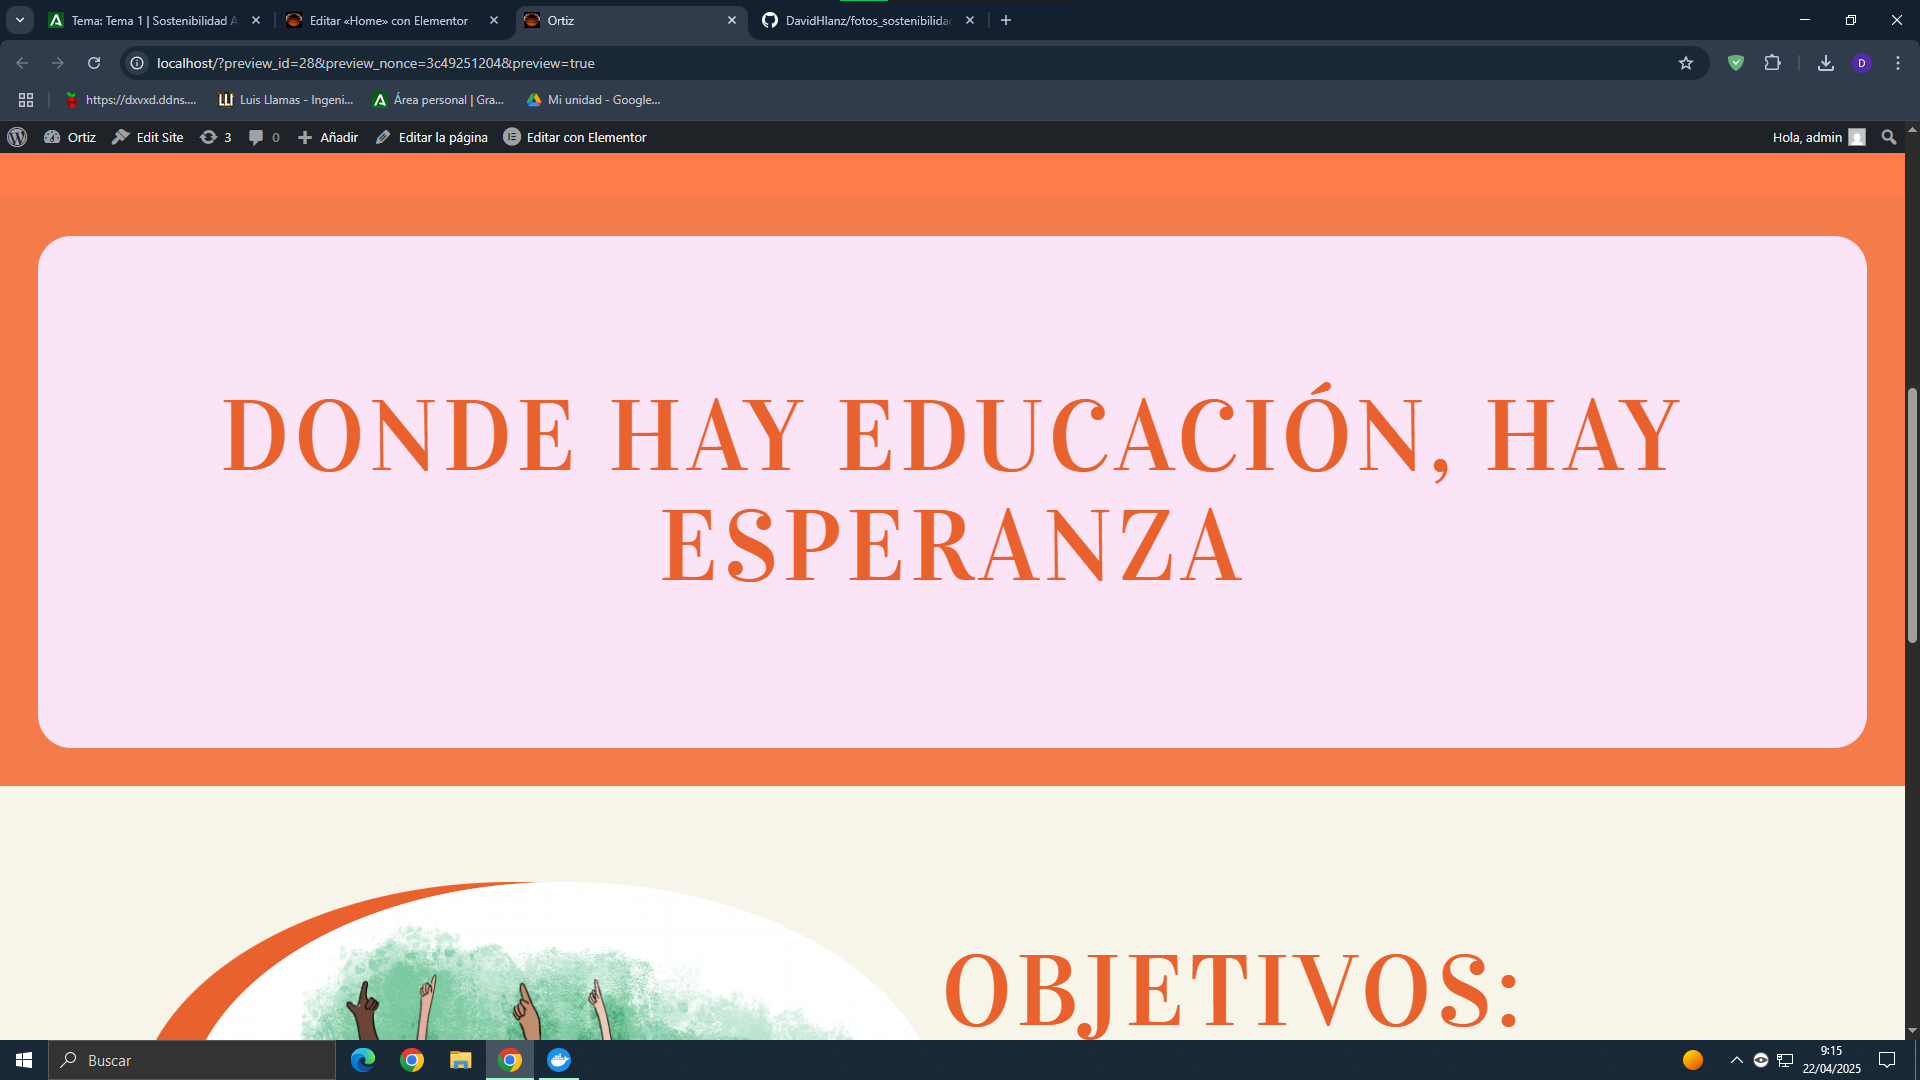 Tema: Tema 1 | Sostenibilidad A
Editar «Home» con Elementor
Ortiz
DavidHlanz/fotos_sostenibilidad
localhost/?preview_id=28&preview_nonce=3c49251204&preview=true
D
https://dxvxd.ddns....
Luis Llamas - Ingeni...
Área personal | Gra...
Mi unidad - Google...
Ortiz
Edit Site
3
0
Añadir
Editar la página
Editar con Elementor
Hola, admin
DONDE HAY EDUCACIÓN, HAY
ESPERANZA
OBJETIVOS:
Buscar
9:15
22/04/2025